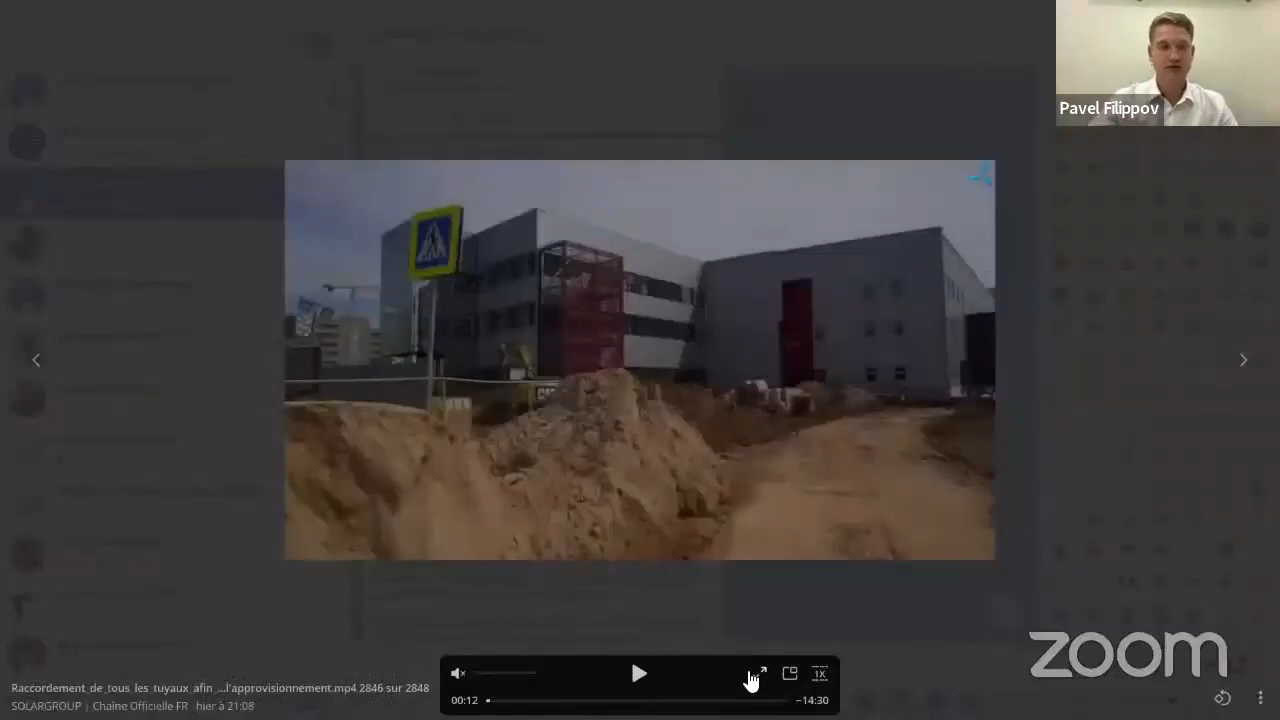 Pavel Filippov
00:12
1X
−14:30
Raccordement_de_tous_les_tuyaux_afin_...l'approvisionnement.mp4 2846 sur 2848
SOLARGROUP | Chaîne Officielle FR hier à 21:08
zoom